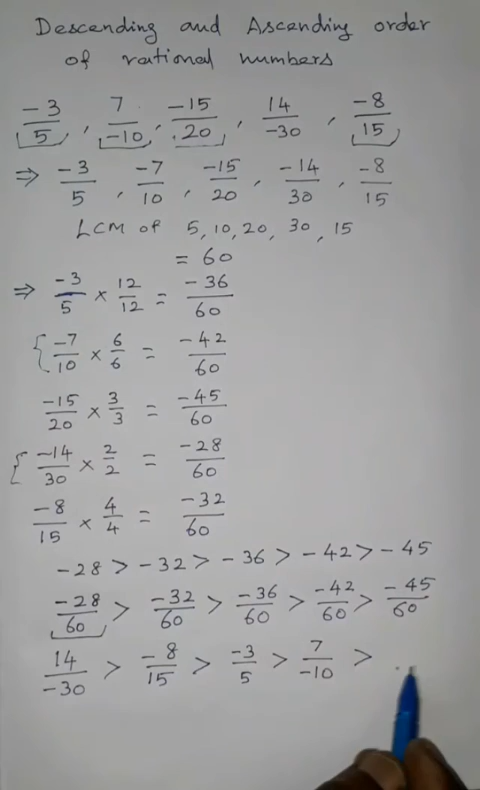 Descending and Ascending order
of rational numbers
-3/5 , 7/-10 , -15/20 , 14/-30 , -8/15
⇒ -3/5 , -7/10 , -15/20 , -14/30 , -8/15
LCM of 5, 10, 20, 30, 15
= 60
⇒ -3/5 × 12/12 = -36/60
{ -7/10 × 6/6 = -42/60
-15/20 × 3/3 = -45/60
{ -14/30 × 2/2 = -28/60
-8/15 × 4/4 = -32/60
-28 > -32 > -36 > -42 > -45
-28/60 > -32/60 > -36/60 > -42/60 > -45/60
14/-30 > -8/15 > -3/5 > 7/-10 >